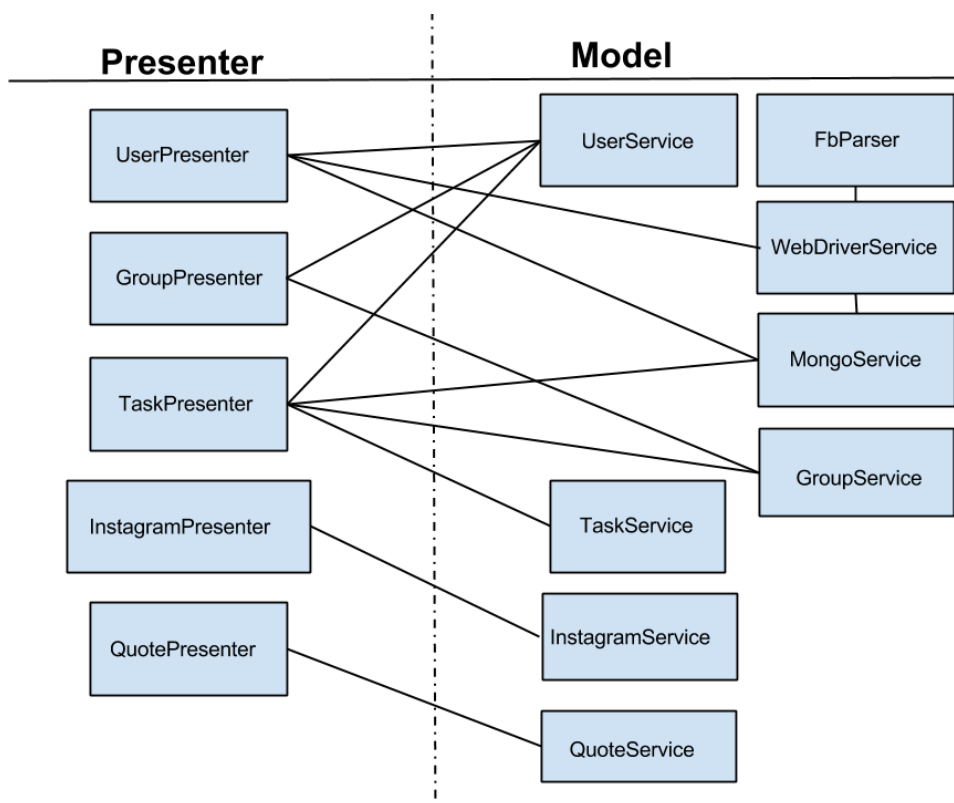 Presenter
Model
UserPresenter
UserService
FbParser
GroupPresenter
WebDriverService
TaskPresenter
MongoService
GroupService
InstagramPresenter
TaskService
QuotePresenter
InstagramService
QuoteService